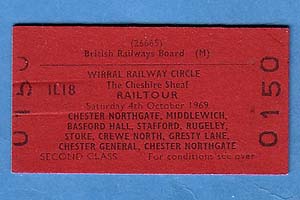 (26665)
British Railways Board (M)
WIRRAL RAILWAY CIRCLE
The Cheshire Sheaf
RAILTOUR
Saturday 4th October 1969
CHESTER NORTHGATE, MIDDLEWICH,
BASFORD HALL, STAFFORD, RUGELEY,
STOKE, CREWE NORTH, GRESTY LANE,
CHESTER GENERAL, CHESTER NORTHGATE
SECOND CLASS For conditions see over
0150
1L18
0150